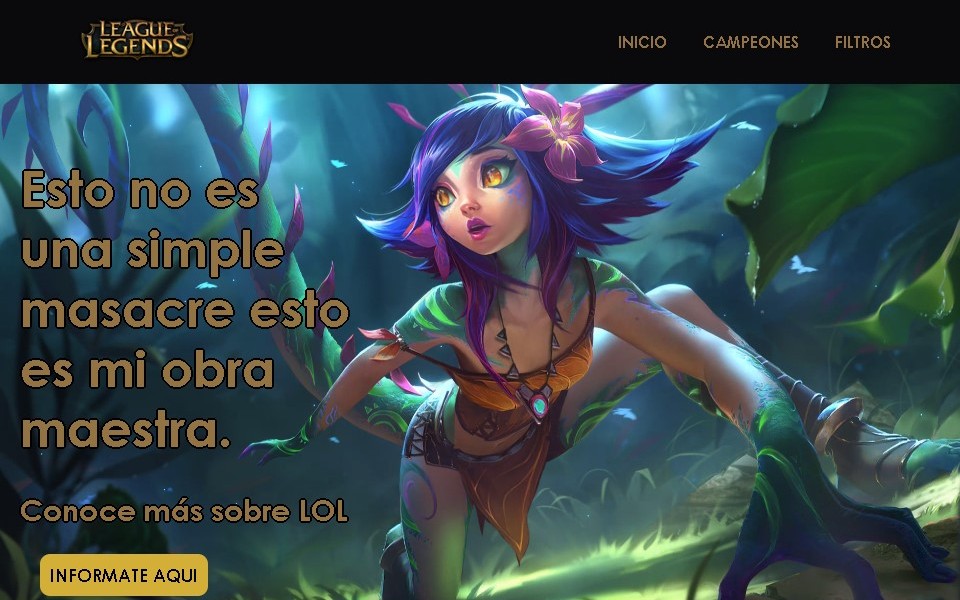 LEAGUE OF
LEGENDS
INICIO CAMPEONES FILTROS
Esto no es
una simple
masacre esto
es mi obra
maestra.
Conoce más sobre LOL
INFORMATE AQUI